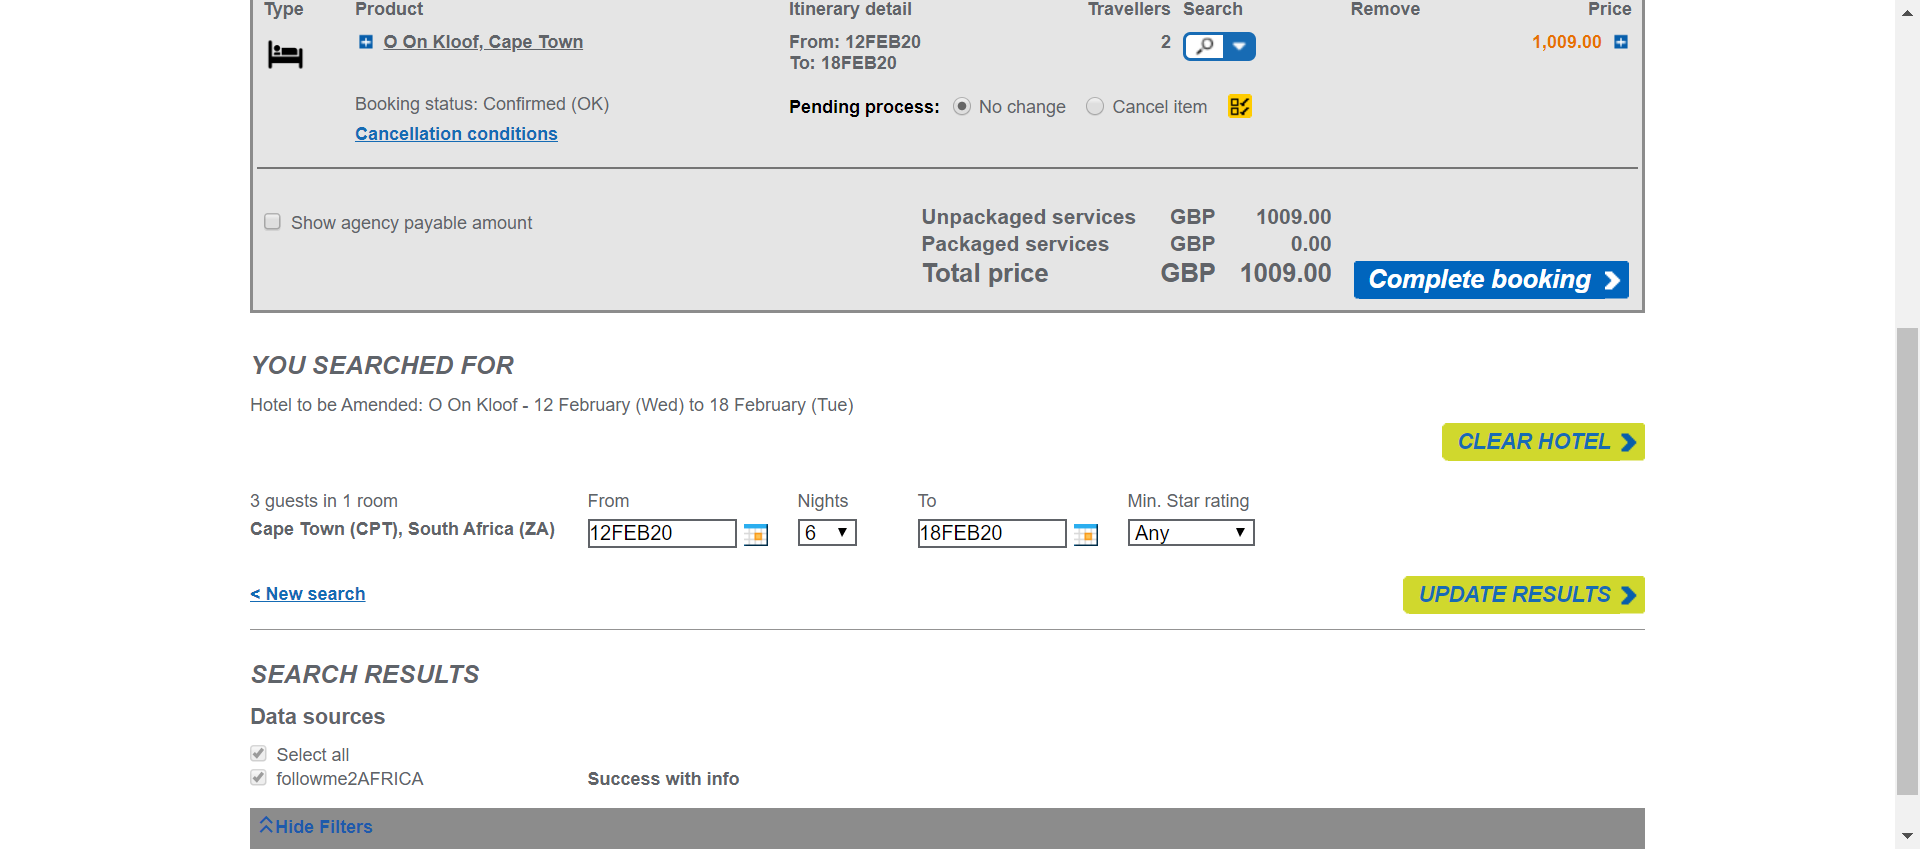 Type Product Itinerary detail Travellers Search Remove Price
O On Kloof, Cape Town From: 12FEB20 2 1,009.00
To: 18FEB20
Booking status: Confirmed (OK) Pending process: No change Cancel item
Cancellation conditions
Show agency payable amount
Unpackaged services GBP 1009.00
Packaged services GBP 0.00
Total price GBP 1009.00
Complete booking
YOU SEARCHED FOR
Hotel to be Amended: O On Kloof - 12 February (Wed) to 18 February (Tue)
CLEAR HOTEL
3 guests in 1 room From Nights To Min. Star rating
Cape Town (CPT), South Africa (ZA) 12FEB20 6 18FEB20 Any
< New search
UPDATE RESULTS
SEARCH RESULTS
Data sources
Select all
followme2AFRICA Success with info
Hide Filters